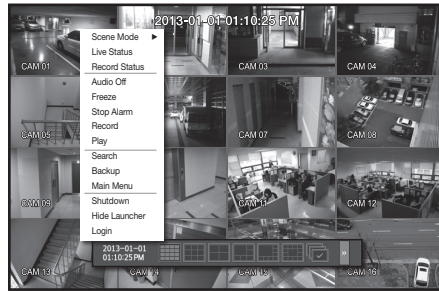 2013-01-01 01:10:25 PM
Scene Mode ▶
Live Status
Record Status
Audio Off
Freeze
Stop Alarm
Record
Play
Search
Backup
Main Menu
Shutdown
Hide Launcher
Login
CAM 01
CAM 03
CAM 04
CAM 05
CAM 07
CAM 08
CAM 09
CAM 11
CAM 12
2013-01-01
01:10:25 PM
»
CAM 13
CAM 14
CAM 15
CAM 16